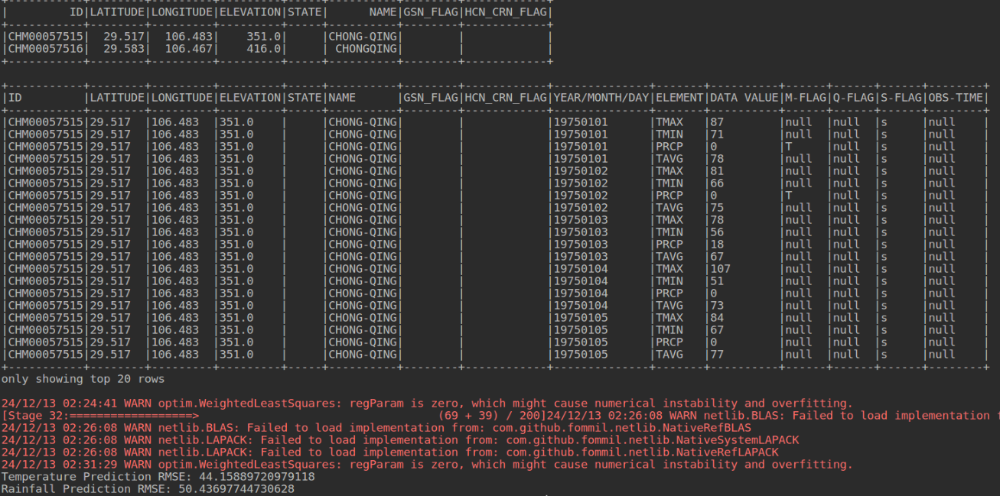 +-----------+--------+---------+---------+-----+----------+--------+------------+
|         ID|LATITUDE|LONGITUDE|ELEVATION|STATE|      NAME|GSN_FLAG|HCN_CRN_FLAG|
+-----------+--------+---------+---------+-----+----------+--------+------------+
|CHM00057515|  29.517|  106.483|    351.0|     |CHONG-QING|        |            |
|CHM00057516|  29.583|  106.467|    416.0|     | CHONGQING|        |            |
+-----------+--------+---------+---------+-----+----------+--------+------------+
+-----------+--------+---------+---------+-----+----------+--------+------------+--------------+-------+----------+------+------+------+--------+
|ID         |LATITUDE|LONGITUDE|ELEVATION|STATE|NAME      |GSN_FLAG|HCN_CRN_FLAG|YEAR/MONTH/DAY|ELEMENT|DATA VALUE|M-FLAG|Q-FLAG|S-FLAG|OBS-TIME|
+-----------+--------+---------+---------+-----+----------+--------+------------+--------------+-------+----------+------+------+------+--------+
|CHM00057515|29.517  |106.483  |351.0    |     |CHONG-QING|        |            |19750101      |TMAX   |87        |null  |null  |s     |null    |
|CHM00057515|29.517  |106.483  |351.0    |     |CHONG-QING|        |            |19750101      |TMIN   |71        |null  |null  |s     |null    |
|CHM00057515|29.517  |106.483  |351.0    |     |CHONG-QING|        |            |19750101      |PRCP   |0         |T     |null  |s     |null    |
|CHM00057515|29.517  |106.483  |351.0    |     |CHONG-QING|        |            |19750101      |TAVG   |78        |null  |null  |s     |null    |
|CHM00057515|29.517  |106.483  |351.0    |     |CHONG-QING|        |            |19750102      |TMAX   |81        |null  |null  |s     |null    |
|CHM00057515|29.517  |106.483  |351.0    |     |CHONG-QING|        |            |19750102      |TMIN   |66        |null  |null  |s     |null    |
|CHM00057515|29.517  |106.483  |351.0    |     |CHONG-QING|        |            |19750102      |PRCP   |0         |T     |null  |s     |null    |
|CHM00057515|29.517  |106.483  |351.0    |     |CHONG-QING|        |            |19750102      |TAVG   |75        |null  |null  |s     |null    |
|CHM00057515|29.517  |106.483  |351.0    |     |CHONG-QING|        |            |19750103      |TMAX   |78        |null  |null  |s     |null    |
|CHM00057515|29.517  |106.483  |351.0    |     |CHONG-QING|        |            |19750103      |TMIN   |56        |null  |null  |s     |null    |
|CHM00057515|29.517  |106.483  |351.0    |     |CHONG-QING|        |            |19750103      |PRCP   |18        |null  |null  |s     |null    |
|CHM00057515|29.517  |106.483  |351.0    |     |CHONG-QING|        |            |19750103      |TAVG   |67        |null  |null  |s     |null    |
|CHM00057515|29.517  |106.483  |351.0    |     |CHONG-QING|        |            |19750104      |TMAX   |107       |null  |null  |s     |null    |
|CHM00057515|29.517  |106.483  |351.0    |     |CHONG-QING|        |            |19750104      |TMIN   |51        |null  |null  |s     |null    |
|CHM00057515|29.517  |106.483  |351.0    |     |CHONG-QING|        |            |19750104      |PRCP   |0         |null  |null  |s     |null    |
|CHM00057515|29.517  |106.483  |351.0    |     |CHONG-QING|        |            |19750104      |TAVG   |73        |null  |null  |s     |null    |
|CHM00057515|29.517  |106.483  |351.0    |     |CHONG-QING|        |            |19750105      |TMAX   |84        |null  |null  |s     |null    |
|CHM00057515|29.517  |106.483  |351.0    |     |CHONG-QING|        |            |19750105      |TMIN   |67        |null  |null  |s     |null    |
|CHM00057515|29.517  |106.483  |351.0    |     |CHONG-QING|        |            |19750105      |PRCP   |0         |null  |null  |s     |null    |
|CHM00057515|29.517  |106.483  |351.0    |     |CHONG-QING|        |            |19750105      |TAVG   |77        |null  |null  |s     |null    |
+-----------+--------+---------+---------+-----+----------+--------+------------+--------------+-------+----------+------+------+------+--------+
only showing top 20 rows
24/12/13 02:24:41 WARN optim.WeightedLeastSquares: regParam is zero, which might cause numerical instability and overfitting.
[Stage 32:==================>                                   (69 + 39) / 200]24/12/13 02:26:08 WARN netlib.BLAS: Failed to load implementation
24/12/13 02:26:08 WARN netlib.BLAS: Failed to load implementation from: com.github.fommil.netlib.NativeRefBLAS
24/12/13 02:26:08 WARN netlib.LAPACK: Failed to load implementation from: com.github.fommil.netlib.NativeSystemLAPACK
24/12/13 02:26:08 WARN netlib.LAPACK: Failed to load implementation from: com.github.fommil.netlib.NativeRefLAPACK
24/12/13 02:31:29 WARN optim.WeightedLeastSquares: regParam is zero, which might cause numerical instability and overfitting.
Temperature Prediction RMSE: 44.15889720979118
Rainfall Prediction RMSE: 50.43697744730628